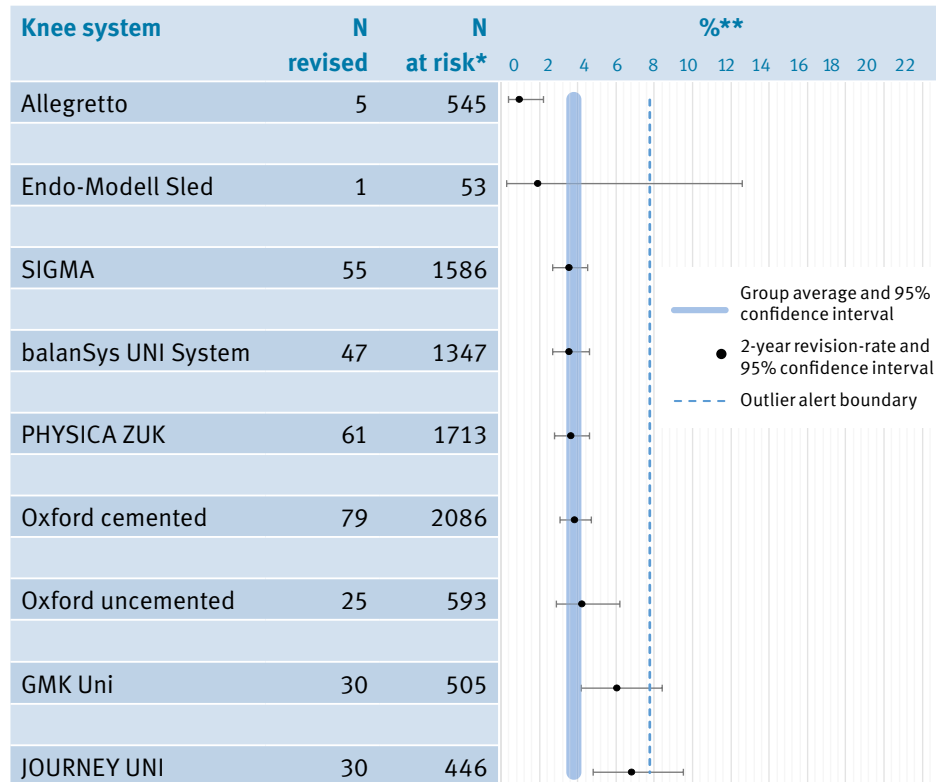 Knee system N N %**
revised at risk* 0 2 4 6 8 10 12 14 16 18 20 22
Allegretto 5 545
Endo-Modell Sled 1 53
SIGMA 55 1586
Group average and 95%
confidence interval
balanSys UNI System 47 1347
2-year revision-rate and
95% confidence interval
Outlier alert boundary
PHYSICA ZUK 61 1713
Oxford cemented 79 2086
Oxford uncemented 25 593
GMK Uni 30 505
JOURNEY UNI 30 446